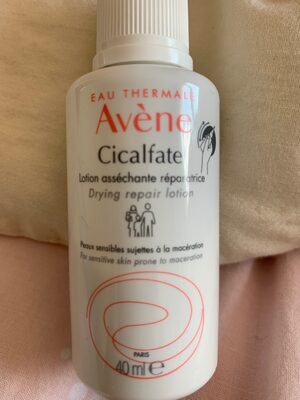 EAU THERMALE
Avène
Cicalfate
Lotion asséchante réparatrice
Drying repair lotion
Peaux sensibles sujettes à la macération
For sensitive skin prone to maceration
PARIS
40 ml e